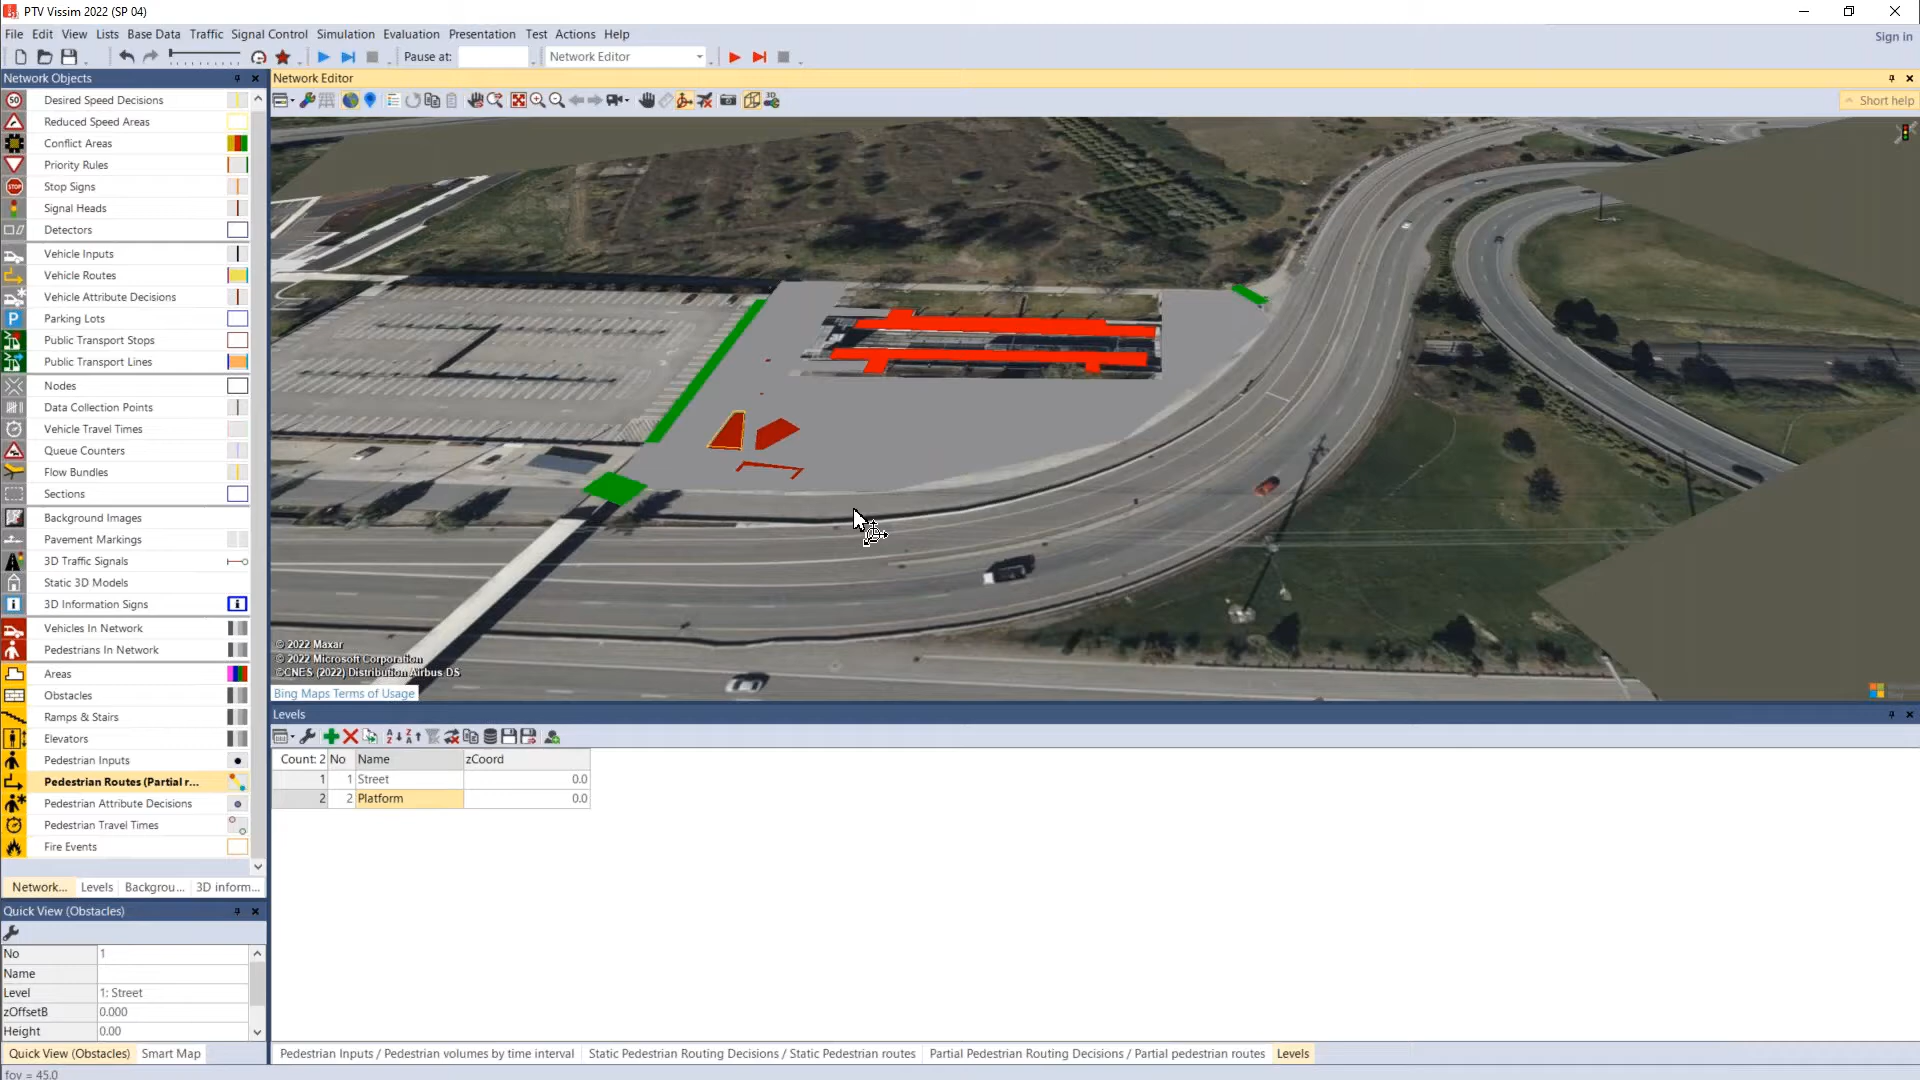 PTV Vissim 2022 (SP 04)
File Edit View Lists Base Data Traffic Signal Control Simulation Evaluation Presentation Test Actions Help
Sign in
Pause at: Network Editor
Network Objects
Network Editor
Short help
50 Desired Speed Decisions
Reduced Speed Areas
Conflict Areas
Priority Rules
STOP Stop Signs
Signal Heads
Detectors
Vehicle Inputs
Vehicle Routes
Vehicle Attribute Decisions
P Parking Lots
Public Transport Stops
Public Transport Lines
Nodes
Data Collection Points
Vehicle Travel Times
Queue Counters
Flow Bundles
Sections
Background Images
Pavement Markings
3D Traffic Signals
Static 3D Models
3D Information Signs
Vehicles In Network
Pedestrians In Network
Areas
Obstacles
Ramps & Stairs
Elevators
Pedestrian Inputs
Pedestrian Routes (Partial r...
Pedestrian Attribute Decisions
Pedestrian Travel Times
Fire Events
Network... Levels Backgrou... 3D inform...
© 2022 Maxar
© 2022 Microsoft Corporation
©CNES (2022) Distribution Airbus DS
Bing Maps Terms of Usage
Levels
Count: 2 No Name zCoord
1 1 Street 0.0
2 2 Platform 0.0
Quick View (Obstacles)
No 1
Name
Level 1: Street
zOffsetB 0.000
Height 0.00
Quick View (Obstacles) Smart Map
Pedestrian Inputs / Pedestrian volumes by time interval Static Pedestrian Routing Decisions / Static Pedestrian routes Partial Pedestrian Routing Decisions / Partial pedestrian routes Levels
fov = 45.0